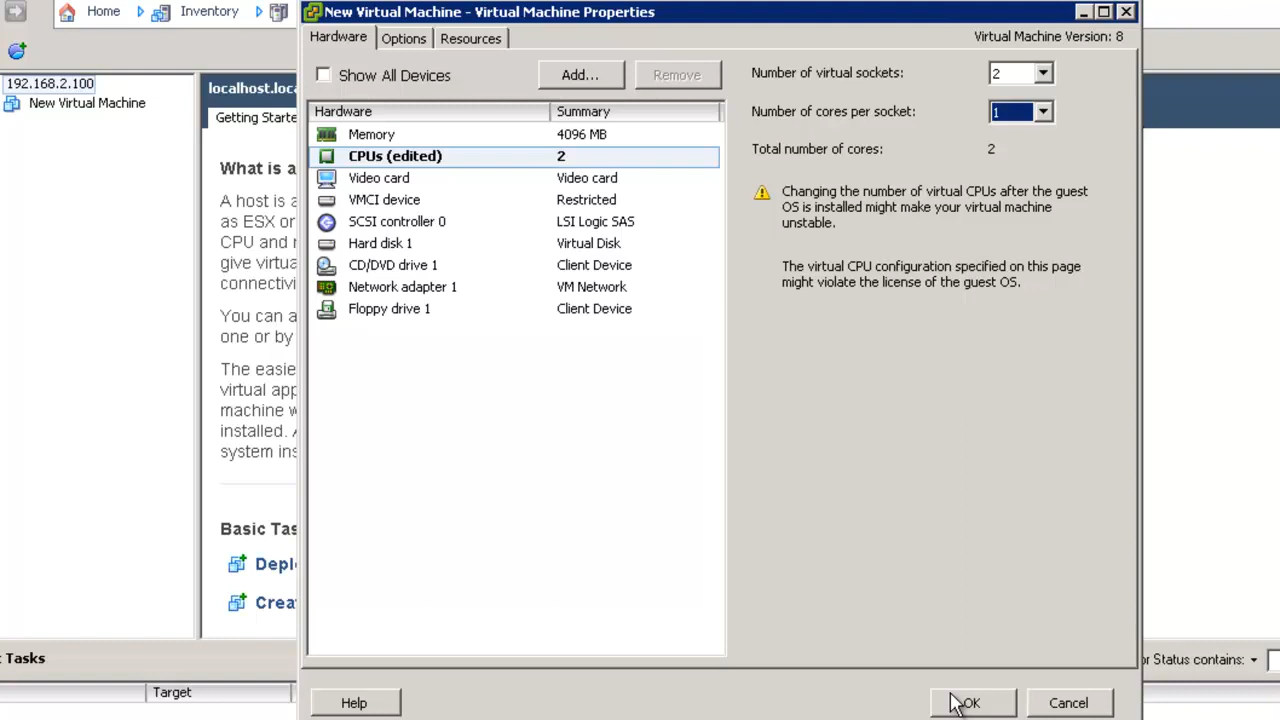 Home Inventory
192.168.2.100
New Virtual Machine
localhost.loca
Getting Starte
What is a
A host is a
as ESX or
CPU and
give virtua
connectivi
You can a
one or by
The easie
virtual app
machine
installed.
system ins
Basic Tas
Depl
Crea
Tasks
Target
New Virtual Machine - Virtual Machine Properties
Hardware Options Resources
Virtual Machine Version: 8
Show All Devices Add... Remove
Hardware Summary
Memory 4096 MB
CPUs (edited) 2
Video card Video card
VMCI device Restricted
SCSI controller 0 LSI Logic SAS
Hard disk 1 Virtual Disk
CD/DVD drive 1 Client Device
Network adapter 1 VM Network
Floppy drive 1 Client Device
Number of virtual sockets: 2
Number of cores per socket: 1
Total number of cores: 2
Changing the number of virtual CPUs after the guest
OS is installed might make your virtual machine
unstable.
The virtual CPU configuration specified on this page
might violate the license of the guest OS.
Help OK Cancel
or Status contains: